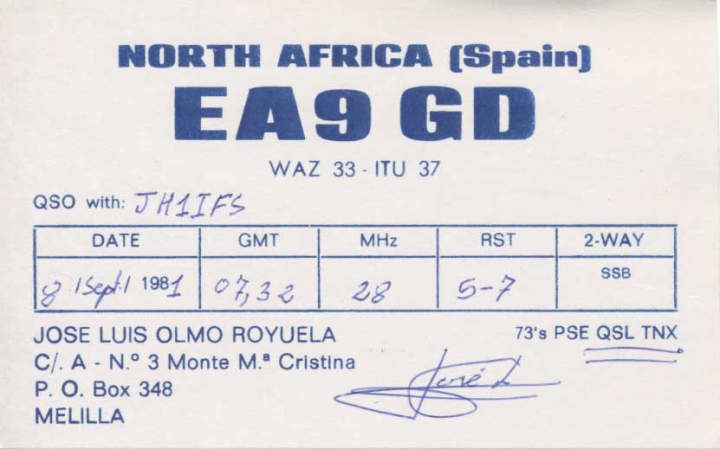 NORTH AFRICA (Spain)
EA9 GD
WAZ 33 - ITU 37
QSO with: JH1IFS
DATE GMT MHz RST 2-WAY
8 / Sept. / 1981 07,32 28 5-7 SSB
JOSE LUIS OLMO ROYUELA 73's PSE QSL TNX
C/. A - N.º 3 Monte M.ª Cristina
P. O. Box 348
MELILLA
José L